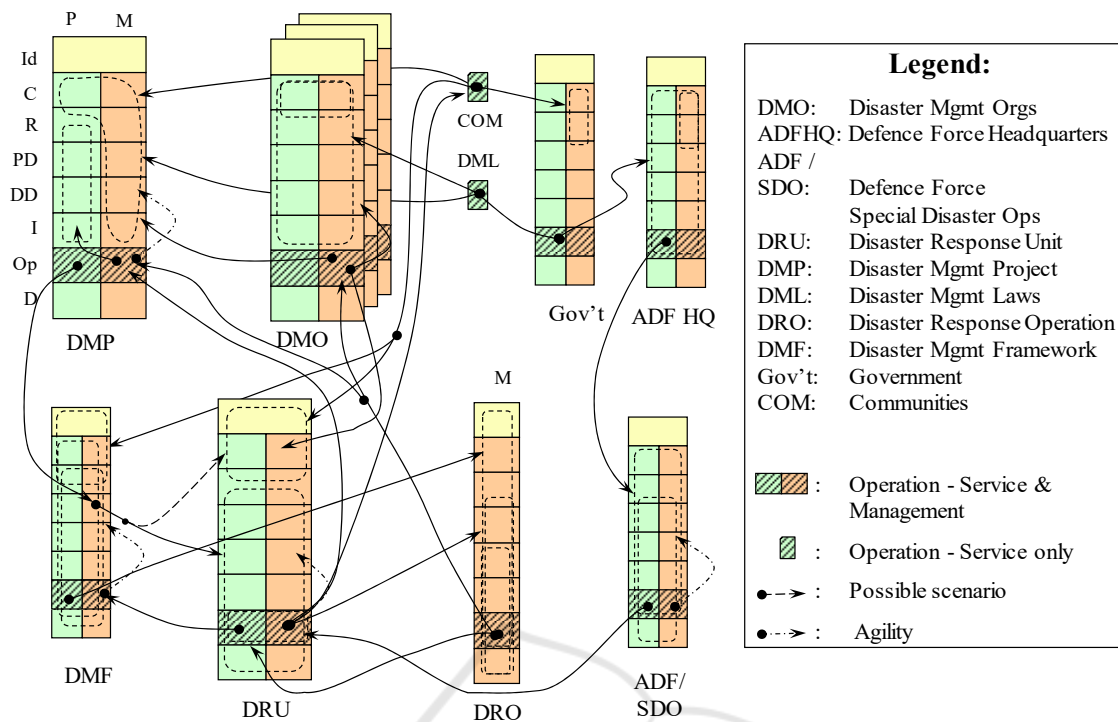 P M
Id
C
R
PD
DD
I
Op
D
DMP
DMO
COM
DML
Gov't
ADF HQ
M
DMF
DRU
DRO
ADF/
SDO
Legend:
DMO: Disaster Mgmt Orgs
ADFHQ: Defence Force Headquarters
ADF /
SDO: Defence Force
Special Disaster Ops
DRU: Disaster Response Unit
DMP: Disaster Mgmt Project
DML: Disaster Mgmt Laws
DRO: Disaster Response Operation
DMF: Disaster Mgmt Framework
Gov't: Government
COM: Communities
: Operation - Service &
Management
: Operation - Service only
: Possible scenario
: Agility